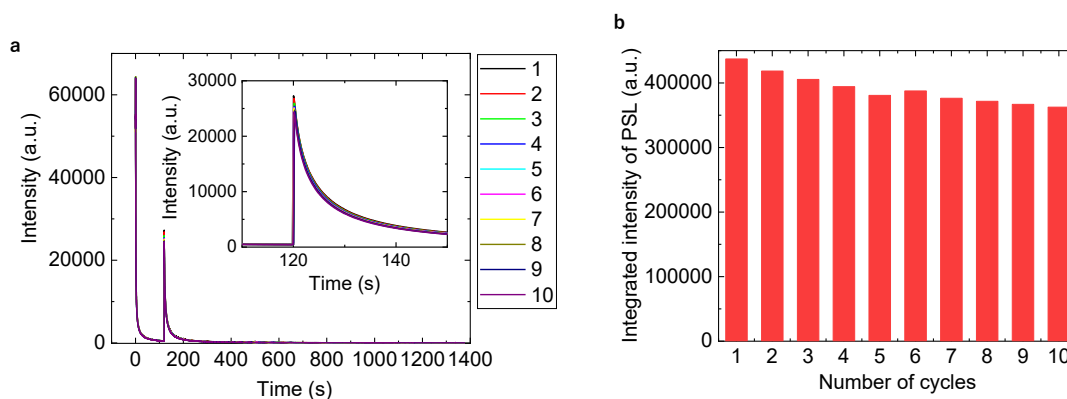 a
Intensity (a.u.)
60000
40000
20000
0
0 200 400 600 800 1000 1200 1400
Time (s)
Intensity (a.u.)
30000
20000
10000
0
120 140
Time (s)
1
2
3
4
5
6
7
8
9
10
b
Integrated intensity of PSL (a.u.)
400000
300000
200000
100000
0
1 2 3 4 5 6 7 8 9 10
Number of cycles